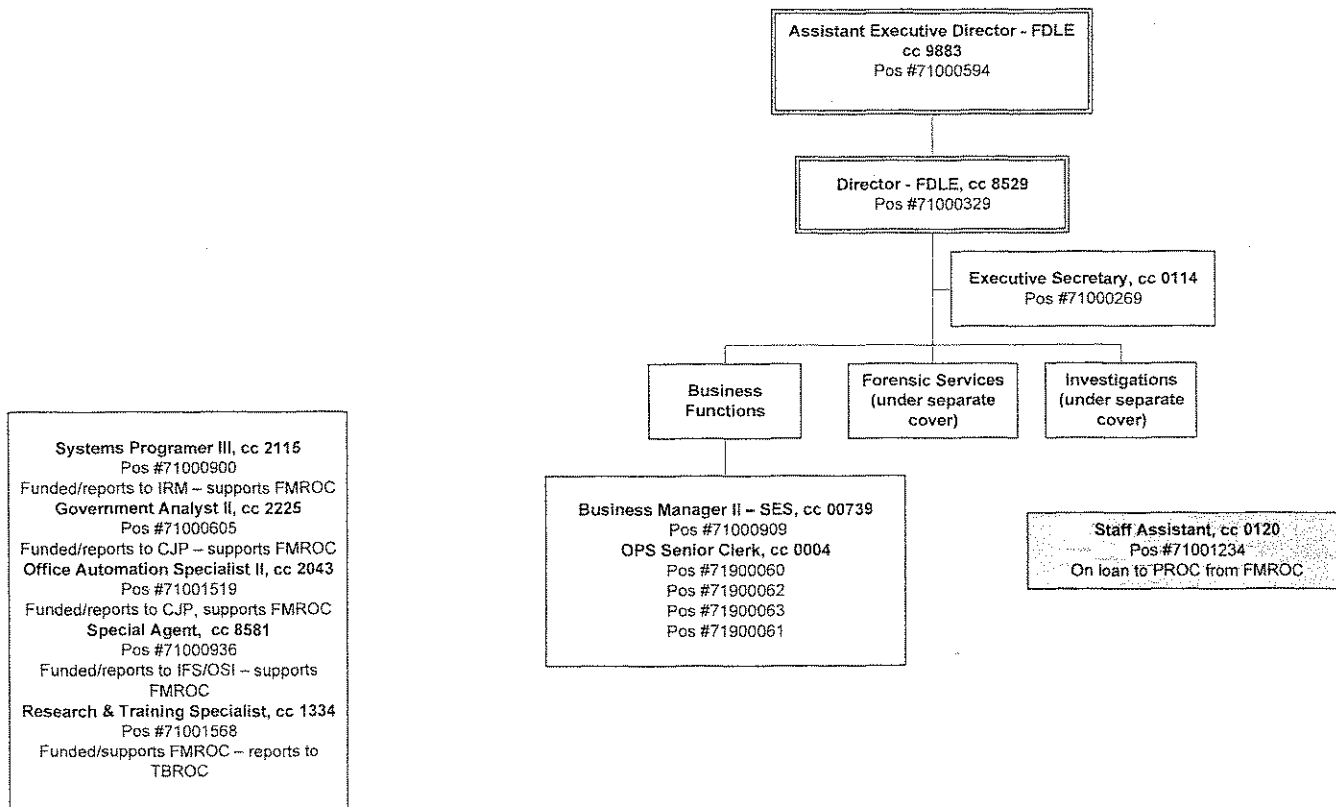 Assistant Executive Director - FDLE
cc 9883
Pos #71000594
Director - FDLE, cc 8529
Pos #71000329
Executive Secretary, cc 0114
Pos #71000269
Business
Functions
Forensic Services
(under separate
cover)
Investigations
(under separate
cover)
Systems Programer III, cc 2115
Pos #71000900
Funded/reports to IRM – supports FMROC
Government Analyst II, cc 2225
Pos #71000605
Funded/reports to CJP – supports FMROC
Office Automation Specialist II, cc 2043
Pos #71001519
Funded/reports to CJP, supports FMROC
Special Agent, cc 8581
Pos #71000936
Funded/reports to IFS/OSI – supports
FMROC
Research & Training Specialist, cc 1334
Pos #71001568
Funded/supports FMROC – reports to
TBROC
Business Manager II – SES, cc 00739
Pos #71000909
OPS Senior Clerk, cc 0004
Pos #71900060
Pos #71900062
Pos #71900063
Pos #71900061
Staff Assistant, cc 0120
Pos #71001234
On loan to PROC from FMROC